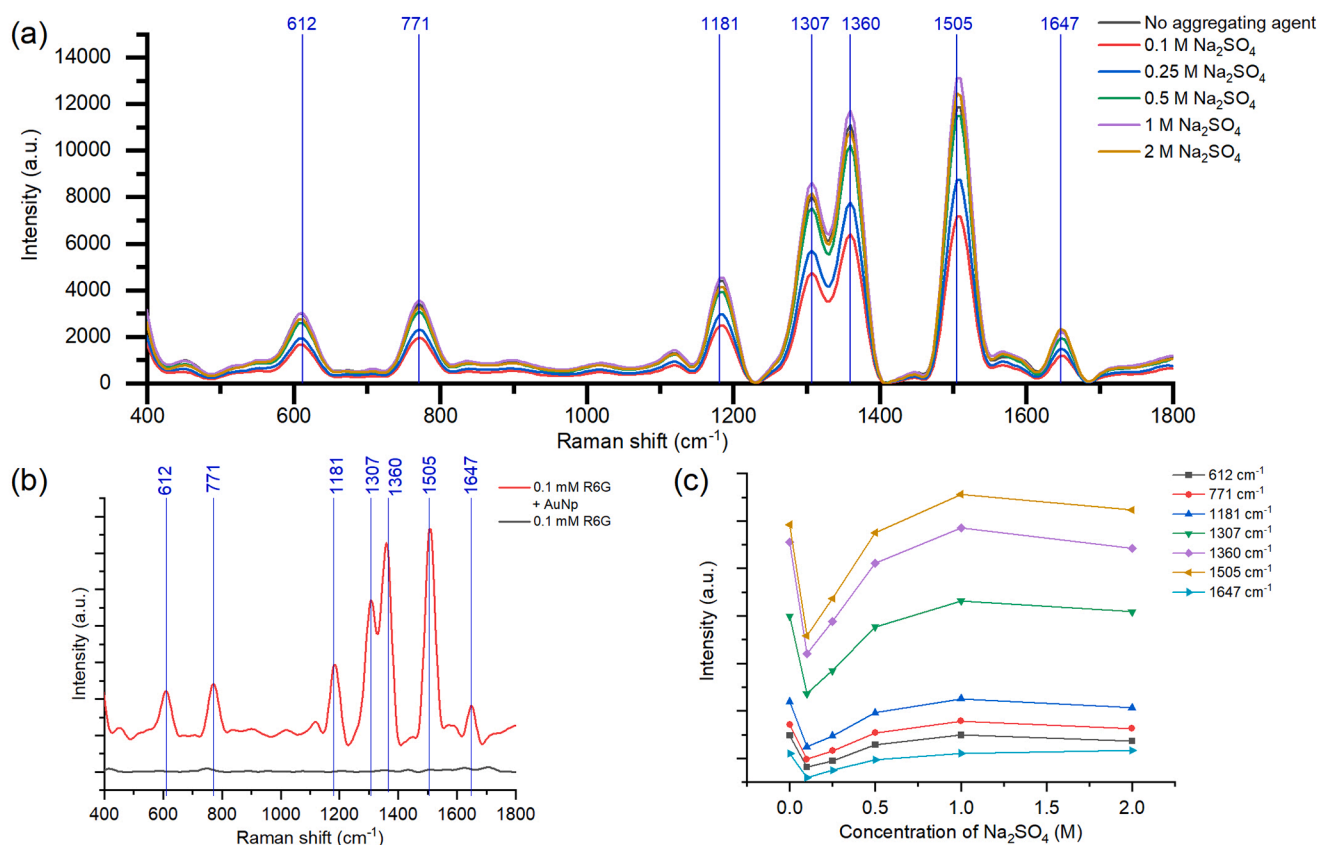 (a)
612
771
1181
1307
1360
1505
1647
No aggregating agent
0.1 M Na₂SO₄
0.25 M Na₂SO₄
0.5 M Na₂SO₄
1 M Na₂SO₄
2 M Na₂SO₄
14000
12000
10000
8000
6000
4000
2000
0
Intensity (a.u.)
400
600
800
1000
1200
1400
1600
1800
Raman shift (cm⁻¹)
(b)
612
771
1181
1307
1360
1505
1647
0.1 mM R6G
+ AuNp
0.1 mM R6G
Intensity (a.u.)
400
600
800
1000
1200
1400
1600
1800
Raman shift (cm⁻¹)
(c)
612 cm⁻¹
771 cm⁻¹
1181 cm⁻¹
1307 cm⁻¹
1360 cm⁻¹
1505 cm⁻¹
1647 cm⁻¹
Intensity (a.u.)
0.0
0.5
1.0
1.5
2.0
Concentration of Na₂SO₄ (M)